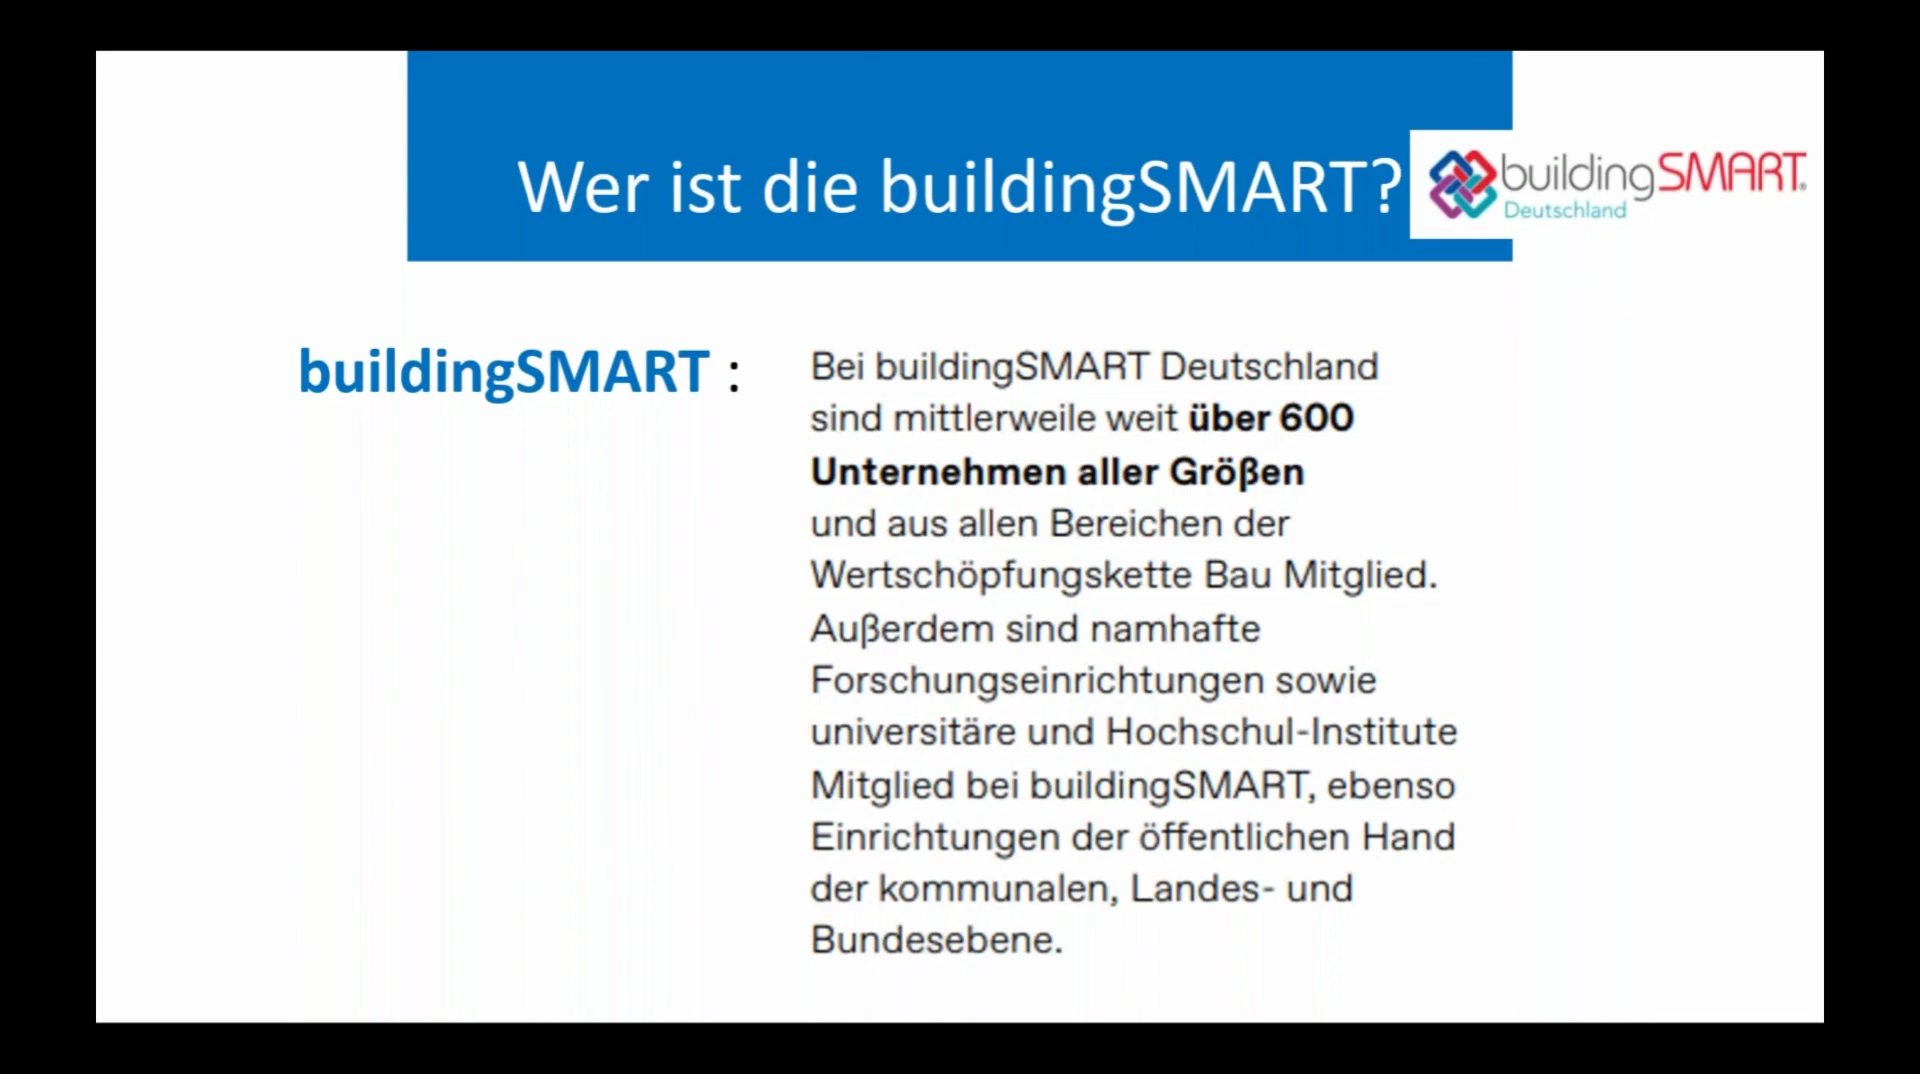 Wer ist die buildingSMART?
buildingSMART®
Deutschland
buildingSMART :
Bei buildingSMART Deutschland
sind mittlerweile weit über 600
Unternehmen aller Größen
und aus allen Bereichen der
Wertschöpfungskette Bau Mitglied.
Außerdem sind namhafte
Forschungseinrichtungen sowie
universitäre und Hochschul-Institute
Mitglied bei buildingSMART, ebenso
Einrichtungen der öffentlichen Hand
der kommunalen, Landes- und
Bundesebene.